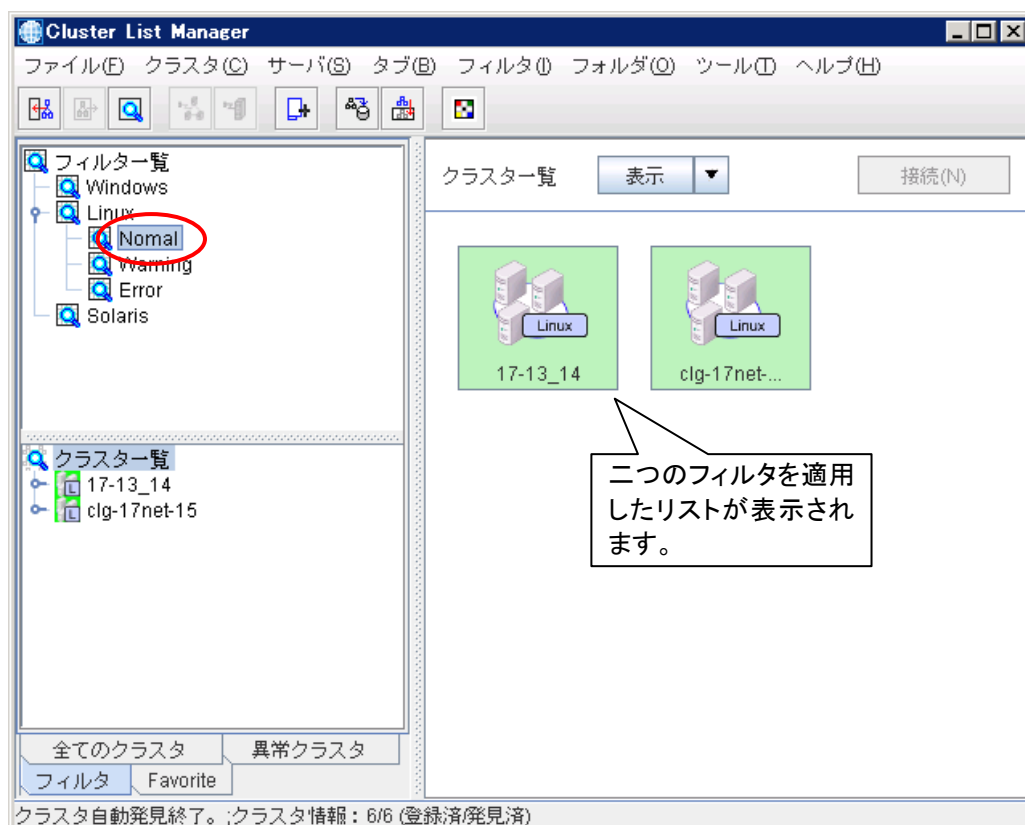 Cluster List Manager
ファイル(F) クラスタ(C) サーバ(S) タブ(B) フィルタ(I) フォルダ(O) ツール(T) ヘルプ(H)
フィルタ一覧
Windows
Linux
Nomal
Warning
Error
Solaris
クラスタ一覧
17-13_14
clg-17net-15
全てのクラスタ 異常クラスタ
フィルタ Favorite
クラスタ一覧 表示 接続(N)
Linux Linux
17-13_14 clg-17net-...
二つのフィルタを適用
したリストが表示され
ます。
クラスタ自動発見終了。;クラスタ情報：6/6 (登録済/発見済)